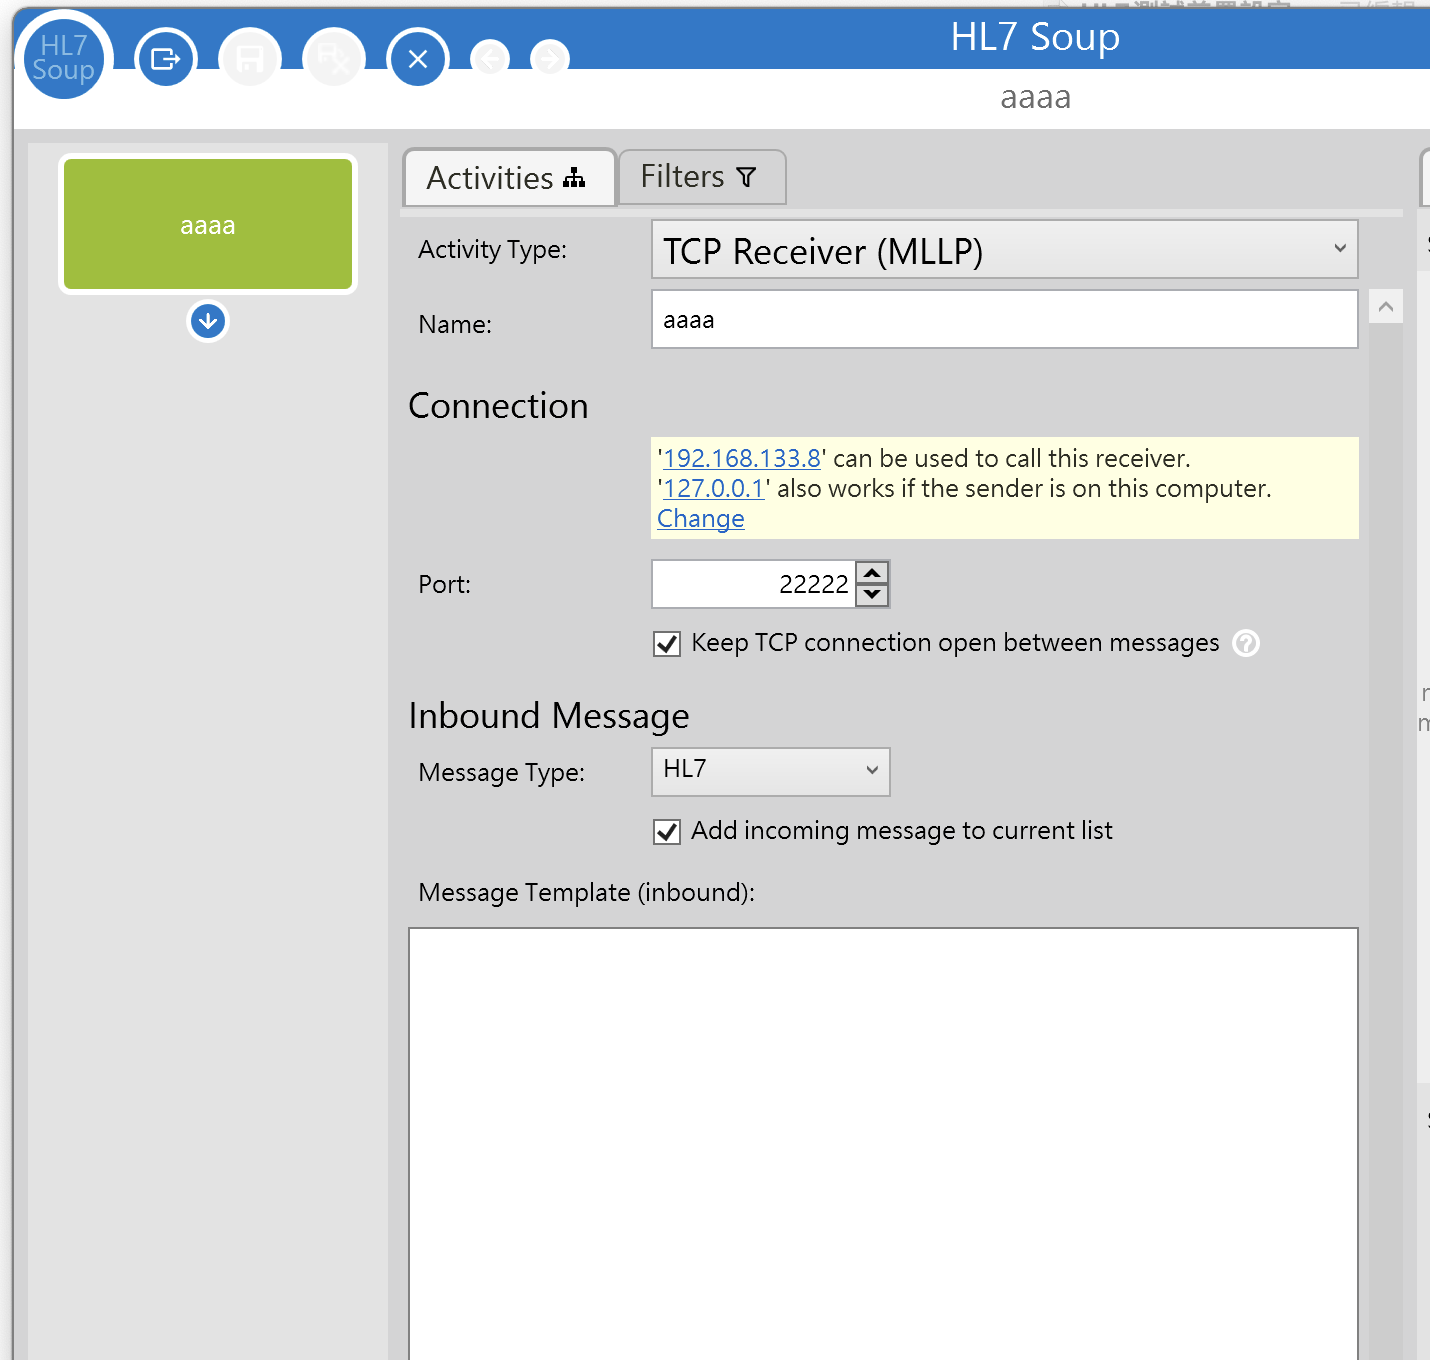 HL7 Soup
HL7
Soup
aaaa
aaaa
Activities
Filters
Activity Type:
TCP Receiver (MLLP)
Name:
aaaa
Connection
'192.168.133.8' can be used to call this receiver.
'127.0.0.1' also works if the sender is on this computer.
Change
Port:
22222
Keep TCP connection open between messages
Inbound Message
Message Type:
HL7
Add incoming message to current list
Message Template (inbound):